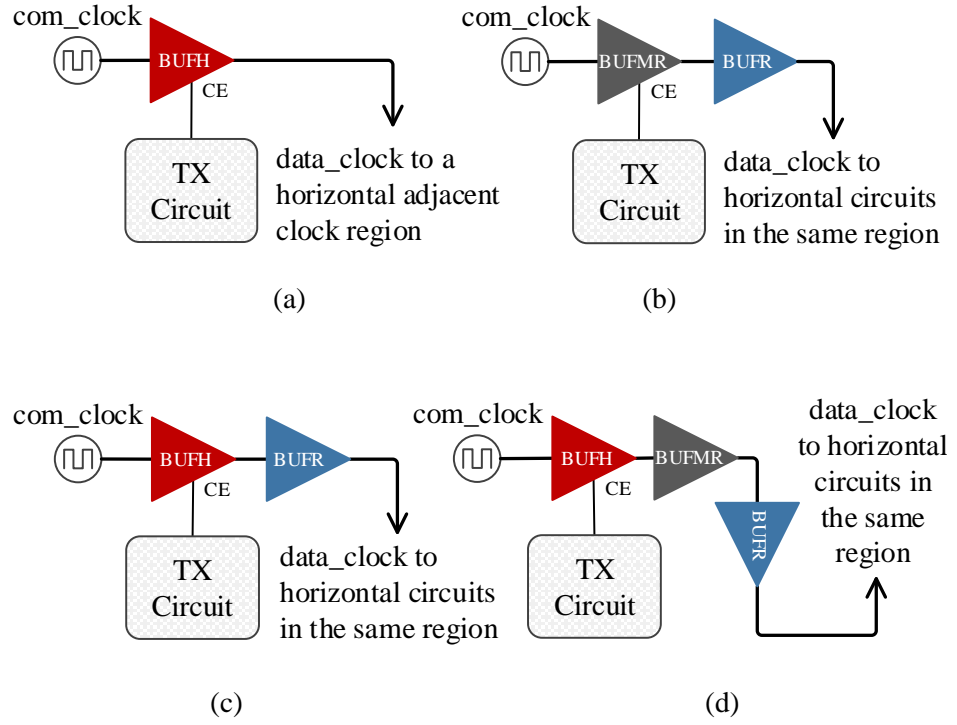 com_clock
BUFH
CE
TX
Circuit
data_clock to a
horizontal adjacent
clock region
(a)
com_clock
BUFMR
BUFR
CE
TX
Circuit
data_clock to
horizontal circuits
in the same region
(b)
com_clock
BUFH
BUFR
CE
TX
Circuit
data_clock to
horizontal circuits
in the same region
(c)
com_clock
BUFH
BUFMR
CE
TX
Circuit
BUFR
data_clock
to horizontal
circuits in
the same
region
(d)